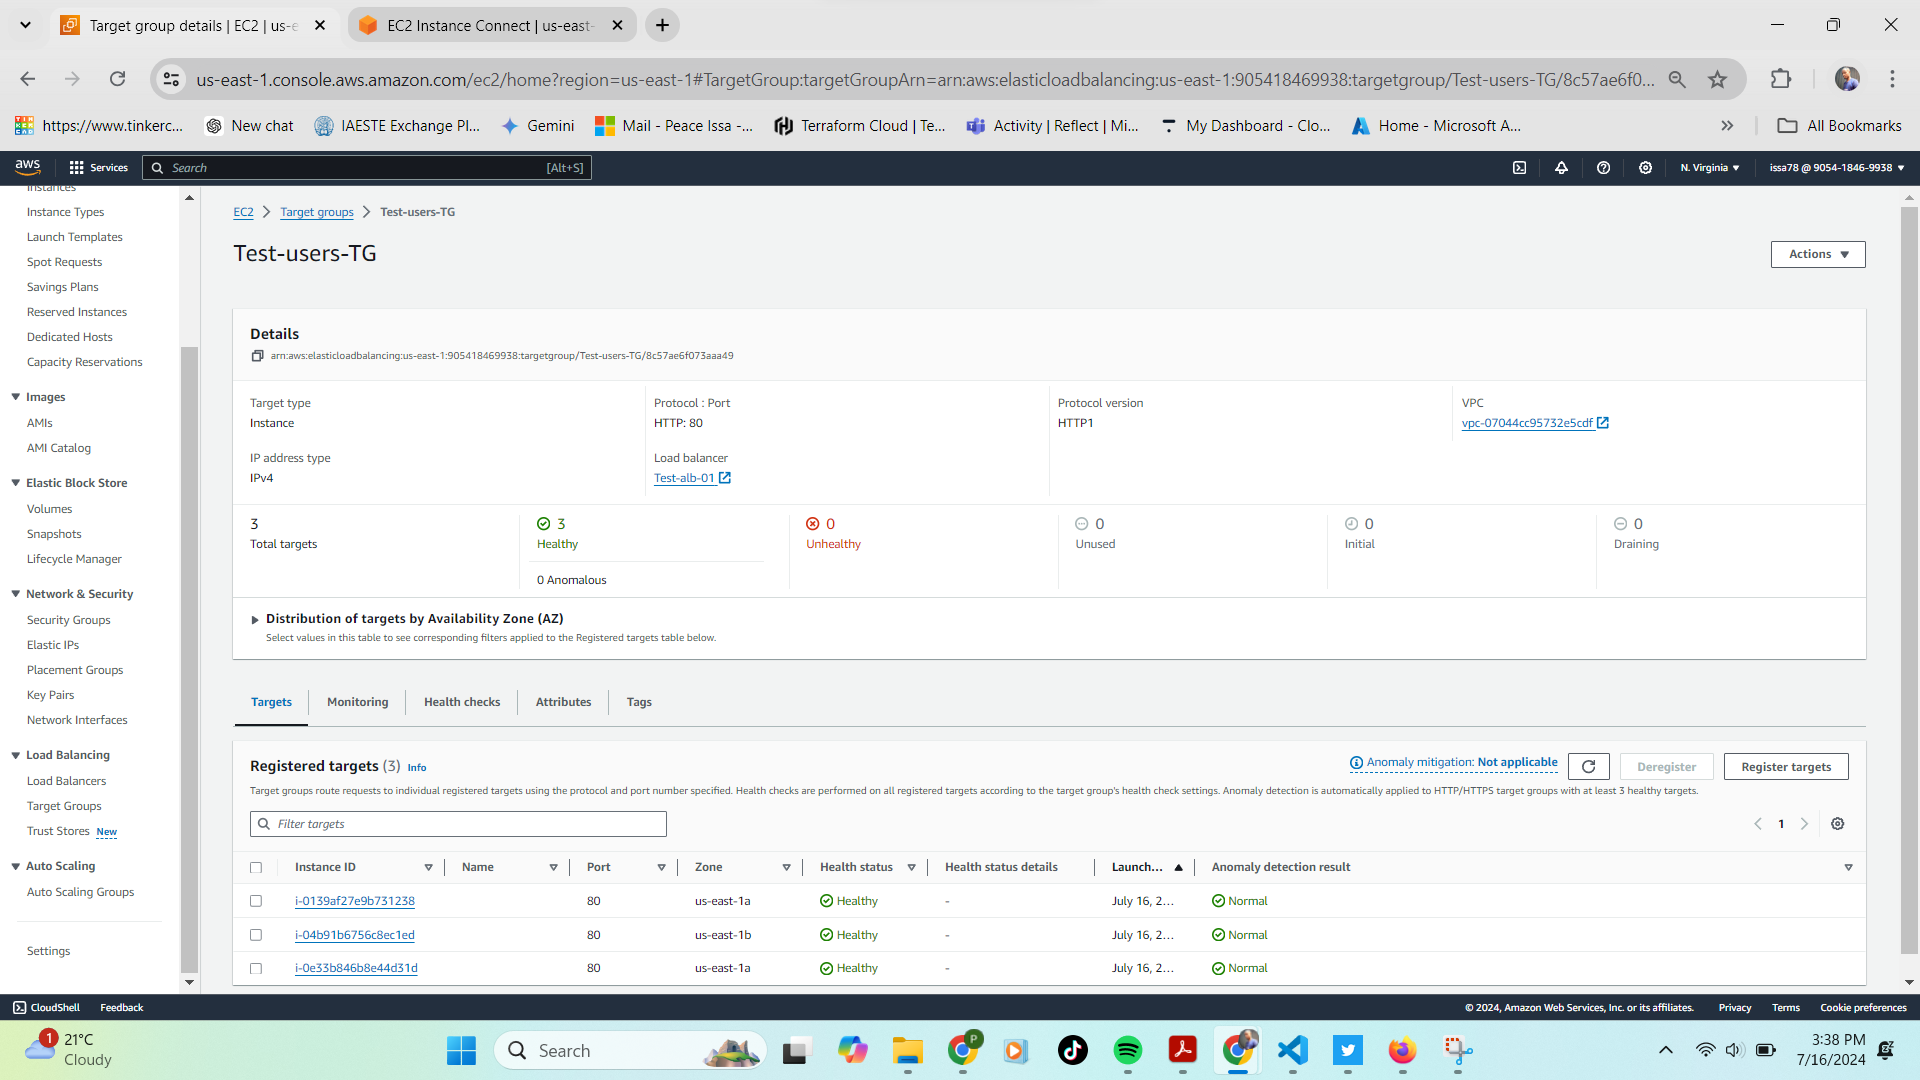 Target group details | EC2 | us-e
EC2 Instance Connect | us-east-
us-east-1.console.aws.amazon.com/ec2/home?region=us-east-1#TargetGroup:targetGroupArn=arn:aws:elasticloadbalancing:us-east-1:905418469938:targetgroup/Test-users-TG/8c57ae6f0...
https://www.tinkerc... New chat IAESTE Exchange Pl... Gemini Mail - Peace Issa -... Terraform Cloud | Te... Activity | Reflect | Mi... My Dashboard - Clo... Home - Microsoft A... » All Bookmarks
aws Services Search [Alt+S] N. Virginia issa78 @ 9054-1846-9938
Instances
Instance Types
Launch Templates
Spot Requests
Savings Plans
Reserved Instances
Dedicated Hosts
Capacity Reservations
Images
AMIs
AMI Catalog
Elastic Block Store
Volumes
Snapshots
Lifecycle Manager
Network & Security
Security Groups
Elastic IPs
Placement Groups
Key Pairs
Network Interfaces
Load Balancing
Load Balancers
Target Groups
Trust Stores New
Auto Scaling
Auto Scaling Groups
Settings
EC2 Target groups Test-users-TG
Test-users-TG
Actions
Details
arn:aws:elasticloadbalancing:us-east-1:905418469938:targetgroup/Test-users-TG/8c57ae6f073aaa49
Target type
Instance
Protocol : Port
HTTP: 80
Protocol version
HTTP1
VPC
vpc-07044cc95732e5cdf
IP address type
IPv4
Load balancer
Test-alb-01
3
Total targets
3
Healthy
0 Anomalous
0
Unhealthy
0
Unused
0
Initial
0
Draining
Distribution of targets by Availability Zone (AZ)
Select values in this table to see corresponding filters applied to the Registered targets table below.
Targets Monitoring Health checks Attributes Tags
Registered targets (3) Info
Anomaly mitigation: Not applicable
Deregister
Register targets
Target groups route requests to individual registered targets using the protocol and port number specified. Health checks are performed on all registered targets according to the target group's health check settings. Anomaly detection is automatically applied to HTTP/HTTPS target groups with at least 3 healthy targets.
Filter targets
1
Instance ID Name Port Zone Health status Health status details Launch... Anomaly detection result
i-0139af27e9b731238 80 us-east-1a Healthy - July 16, 2... Normal
i-04b91b6756c8ec1ed 80 us-east-1b Healthy - July 16, 2... Normal
i-0e33b846b8e44d31d 80 us-east-1a Healthy - July 16, 2... Normal
CloudShell Feedback © 2024, Amazon Web Services, Inc. or its affiliates. Privacy Terms Cookie preferences
1
21°C
Cloudy
Search
P
3:38 PM
7/16/2024